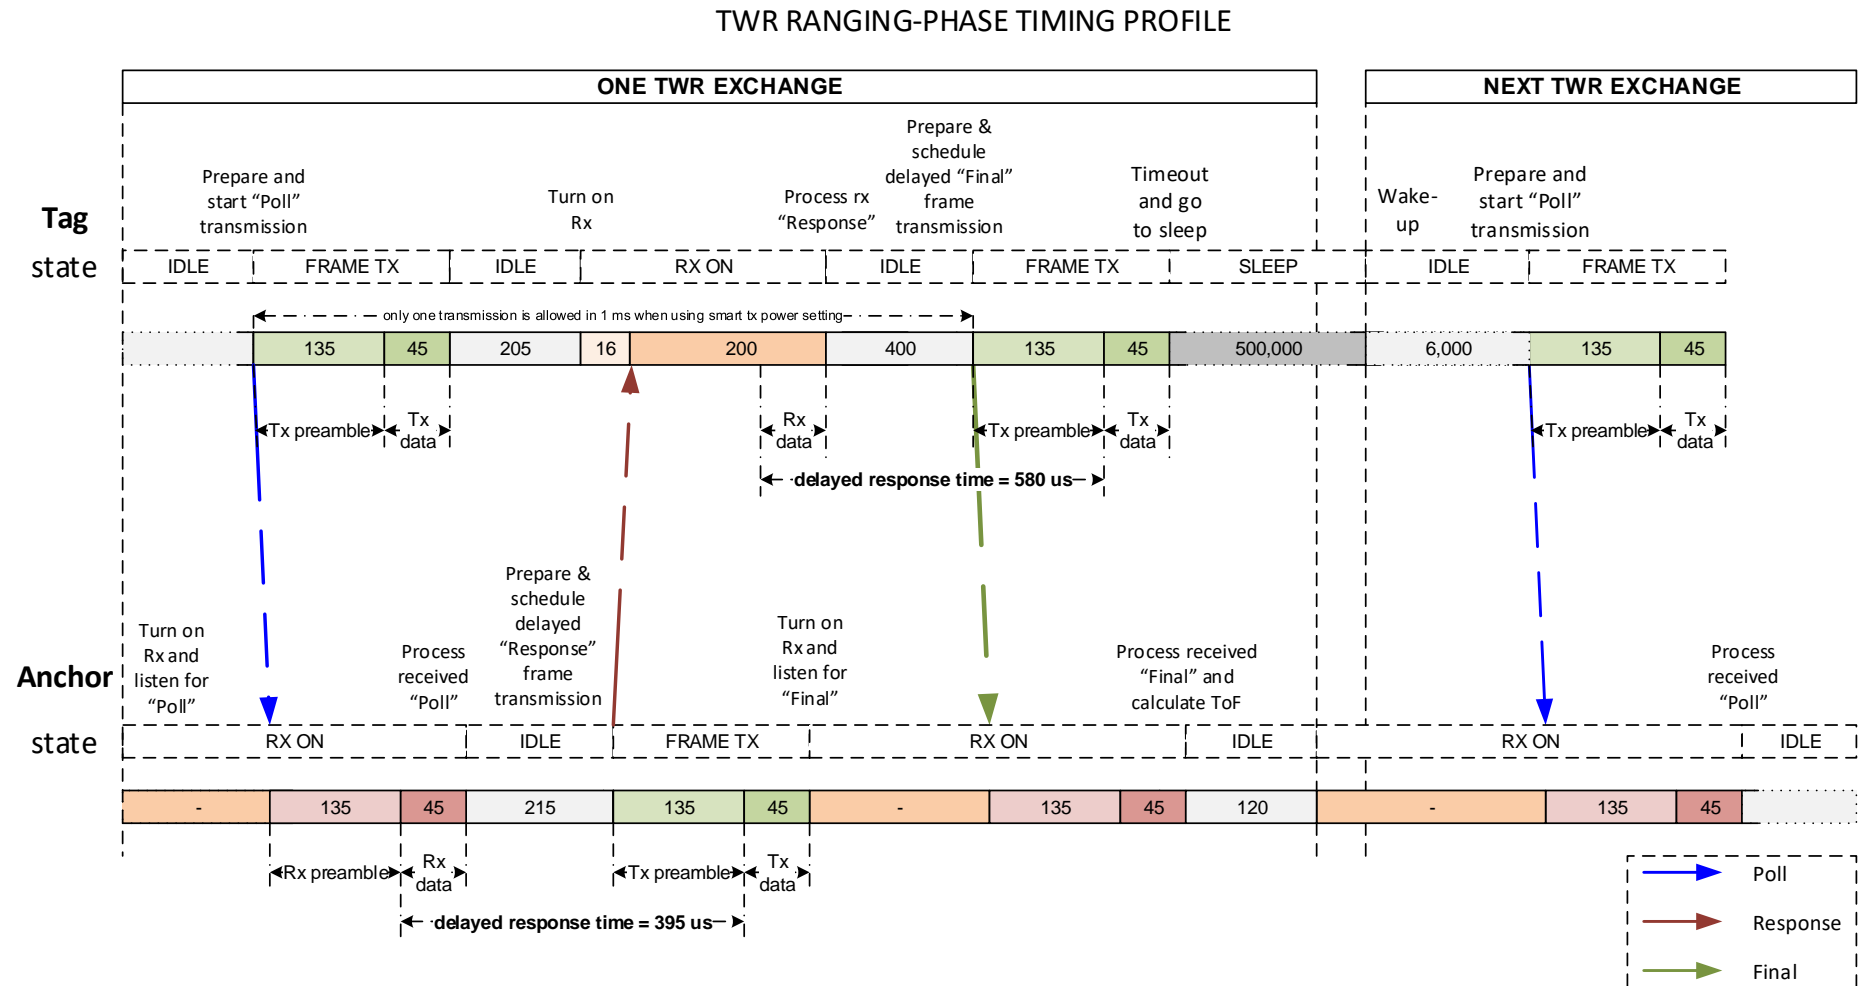 TWR RANGING-PHASE TIMING PROFILE
ONE TWR EXCHANGE
NEXT TWR EXCHANGE
Prepare and
start “Poll”
transmission
Turn on
Rx
Process rx
“Response”
Prepare &
schedule
delayed “Final”
frame
transmission
Timeout
and go
to sleep
Wake-
up
Prepare and
start “Poll”
transmission
Tag
state
IDLE
FRAME TX
IDLE
RX ON
IDLE
FRAME TX
SLEEP
IDLE
FRAME TX
only one transmission is allowed in 1 ms when using smart tx power setting
135
45
205
16
200
400
135
45
500,000
6,000
135
45
Tx preamble
Tx
data
Rx
data
Tx preamble
Tx
data
Tx preamble
Tx
data
delayed response time = 580 us
Turn on
Rx and
listen for
“Poll”
Process
received
“Poll”
Prepare &
schedule
delayed
“Response”
frame
transmission
Turn on
Rx and
listen for
“Final”
Process received
“Final” and
calculate ToF
Process
received
“Poll”
Anchor
state
RX ON
IDLE
FRAME TX
RX ON
IDLE
RX ON
IDLE
-
135
45
215
135
45
-
135
45
120
-
135
45
Rx preamble
Rx
data
Tx preamble
Tx
data
delayed response time = 395 us
Poll
Response
Final